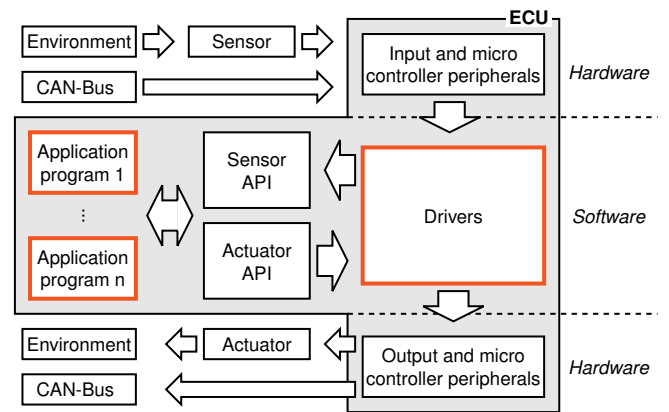 ECU
Environment
Sensor
Input and micro
controller peripherals
Hardware
CAN-Bus
Application
program 1
...
Application
program n
Sensor
API
Actuator
API
Drivers
Software
Environment
Actuator
Output and micro
controller peripherals
Hardware
CAN-Bus